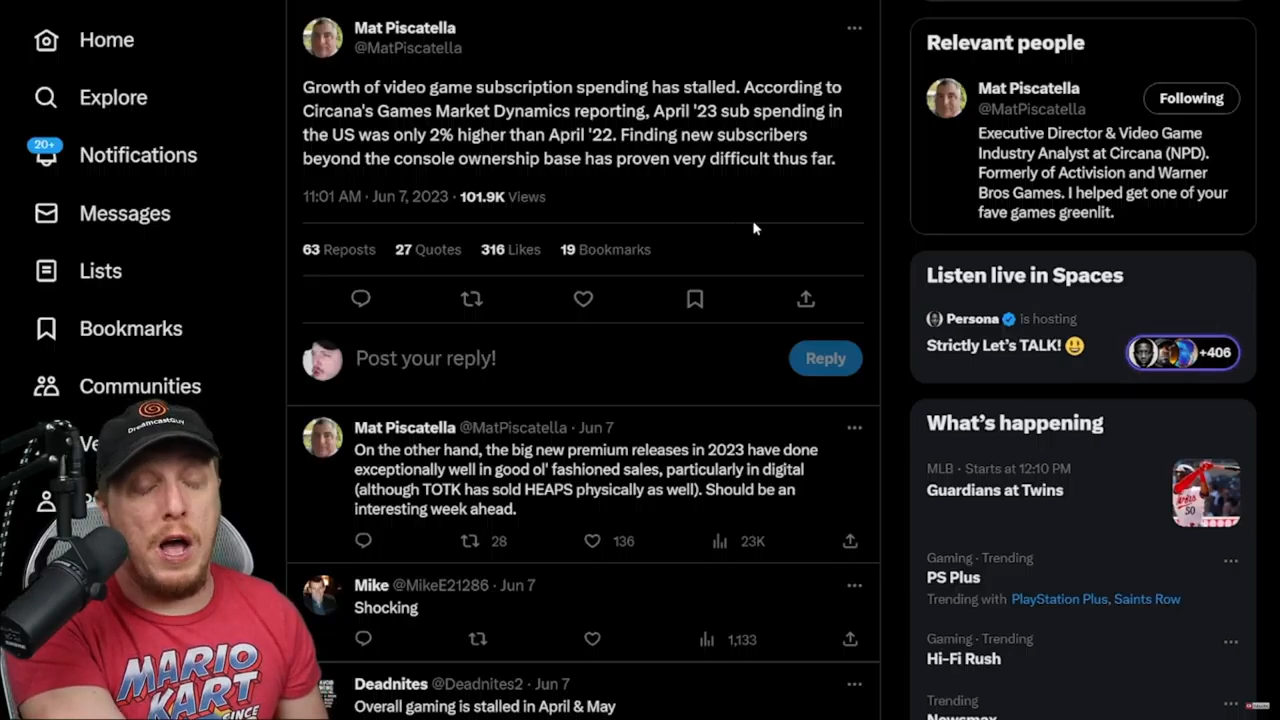 Home
Explore
20+
Notifications
Messages
Lists
Bookmarks
Communities
Mat Piscatella
@MatPiscatella
Growth of video game subscription spending has stalled. According to
Circana's Games Market Dynamics reporting, April '23 sub spending in
the US was only 2% higher than April '22. Finding new subscribers
beyond the console ownership base has proven very difficult thus far.
11:01 AM · Jun 7, 2023 · 101.9K Views
63 Reposts 27 Quotes 316 Likes 19 Bookmarks
Post your reply!
Reply
Mat Piscatella @MatPiscatella · Jun 7
On the other hand, the big new premium releases in 2023 have done
exceptionally well in good ol' fashioned sales, particularly in digital
(although TOTK has sold HEAPS physically as well). Should be an
interesting week ahead.
28 136 23K
Mike @MikeE21286 · Jun 7
Shocking
1,133
Deadnites @Deadnites2 · Jun 7
Overall gaming is stalled in April & May
Relevant people
Mat Piscatella
@MatPiscatella
Following
Executive Director & Video Game
Industry Analyst at Circana (NPD).
Formerly of Activision and Warner
Bros Games. I helped get one of your
fave games greenlit.
Listen live in Spaces
Persona is hosting
Strictly Let's TALK! 😃
+406
What's happening
MLB · Starts at 12:10 PM
Guardians at Twins
50
Gaming · Trending
PS Plus
Trending with PlayStation Plus, Saints Row
Gaming · Trending
Hi-Fi Rush
Trending
Newsmax
DreamcastGuy
MARIO
KART
SINCE